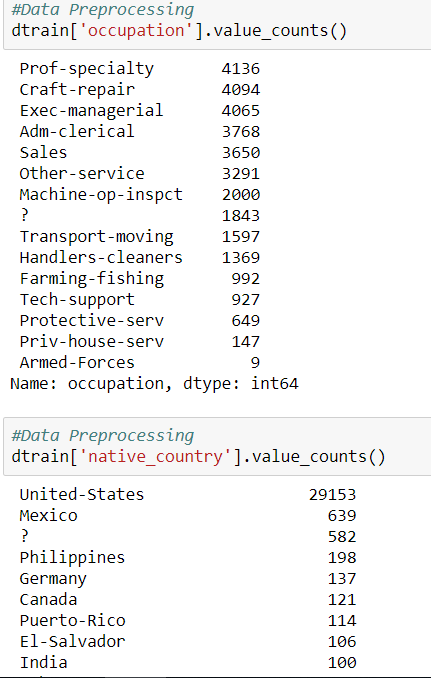 #Data Preprocessing
dtrain['occupation'].value_counts()
Prof-specialty 4136
Craft-repair 4094
Exec-managerial 4065
Adm-clerical 3768
Sales 3650
Other-service 3291
Machine-op-inspct 2000
? 1843
Transport-moving 1597
Handlers-cleaners 1369
Farming-fishing 992
Tech-support 927
Protective-serv 649
Priv-house-serv 147
Armed-Forces 9
Name: occupation, dtype: int64
#Data Preprocessing
dtrain['native_country'].value_counts()
United-States 29153
Mexico 639
? 582
Philippines 198
Germany 137
Canada 121
Puerto-Rico 114
El-Salvador 106
India 100